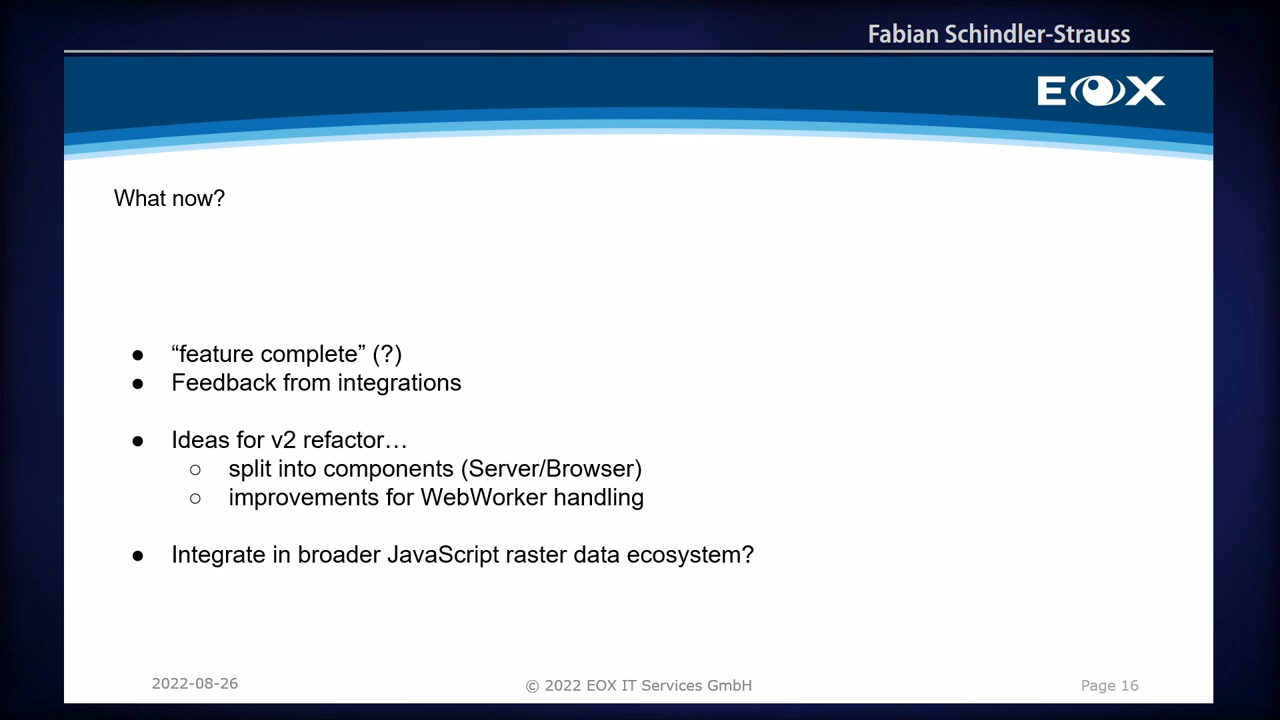 Fabian Schindler-Strauss
EOX
What now?
● “feature complete” (?)
● Feedback from integrations
● Ideas for v2 refactor…
○ split into components (Server/Browser)
○ improvements for WebWorker handling
● Integrate in broader JavaScript raster data ecosystem?
2022-08-26
© 2022 EOX IT Services GmbH
Page 16